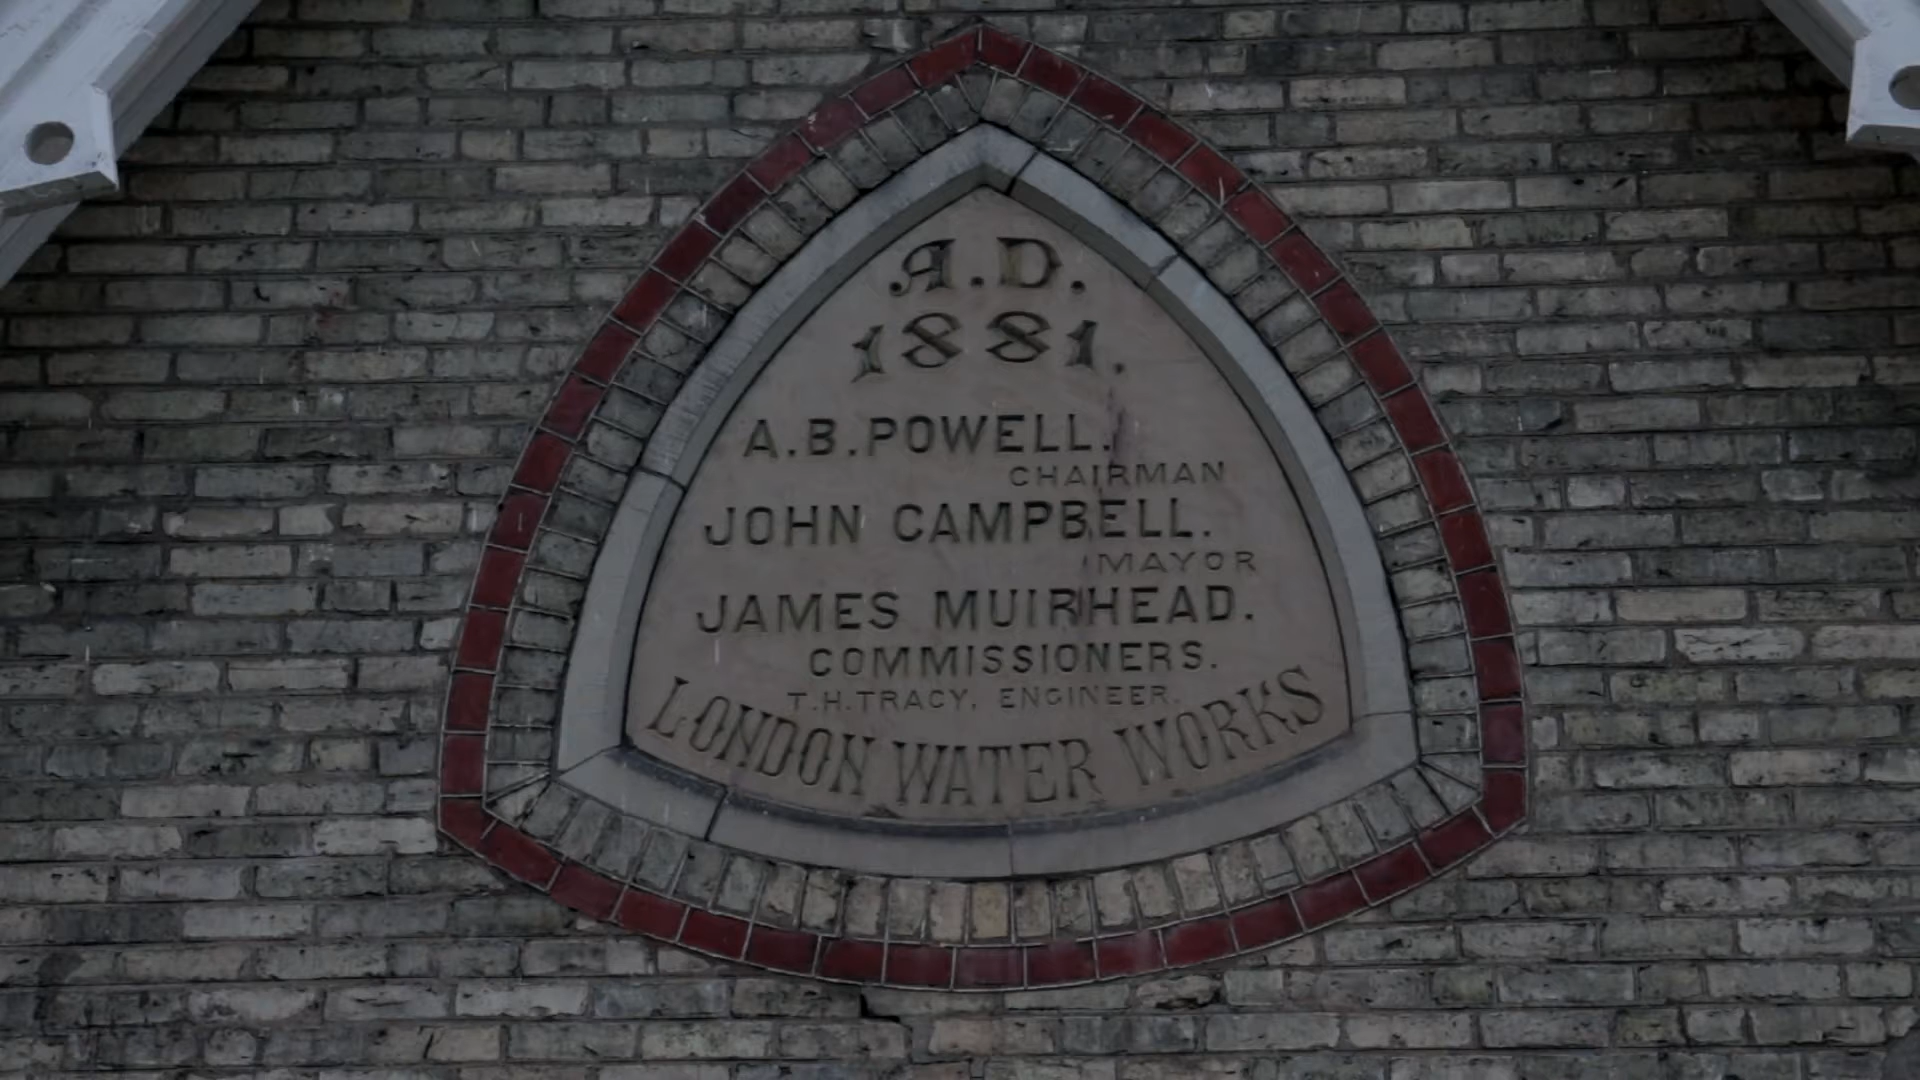 A.D.
1881.
A.B.POWELL.
CHAIRMAN
JOHN CAMPBELL.
MAYOR
JAMES MUIRHEAD.
COMMISSIONERS.
T.H.TRACY, ENGINEER.
LONDON WATER WORKS